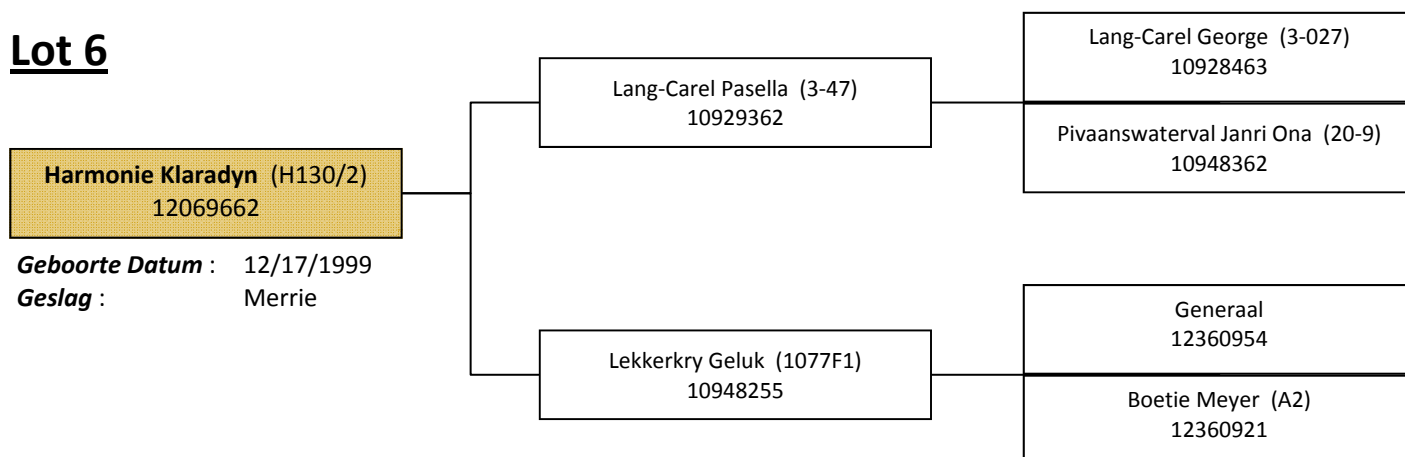 Lot 6
Lang-Carel George (3-027)
10928463
Lang-Carel Pasella (3-47)
10929362
Pivaanswaterval Janri Ona (20-9)
10948362
Harmonie Klaradyn (H130/2)
12069662
Geboorte Datum : 12/17/1999
Geslag : Merrie
Generaal
12360954
Lekkerkry Geluk (1077F1)
10948255
Boetie Meyer (A2)
12360921